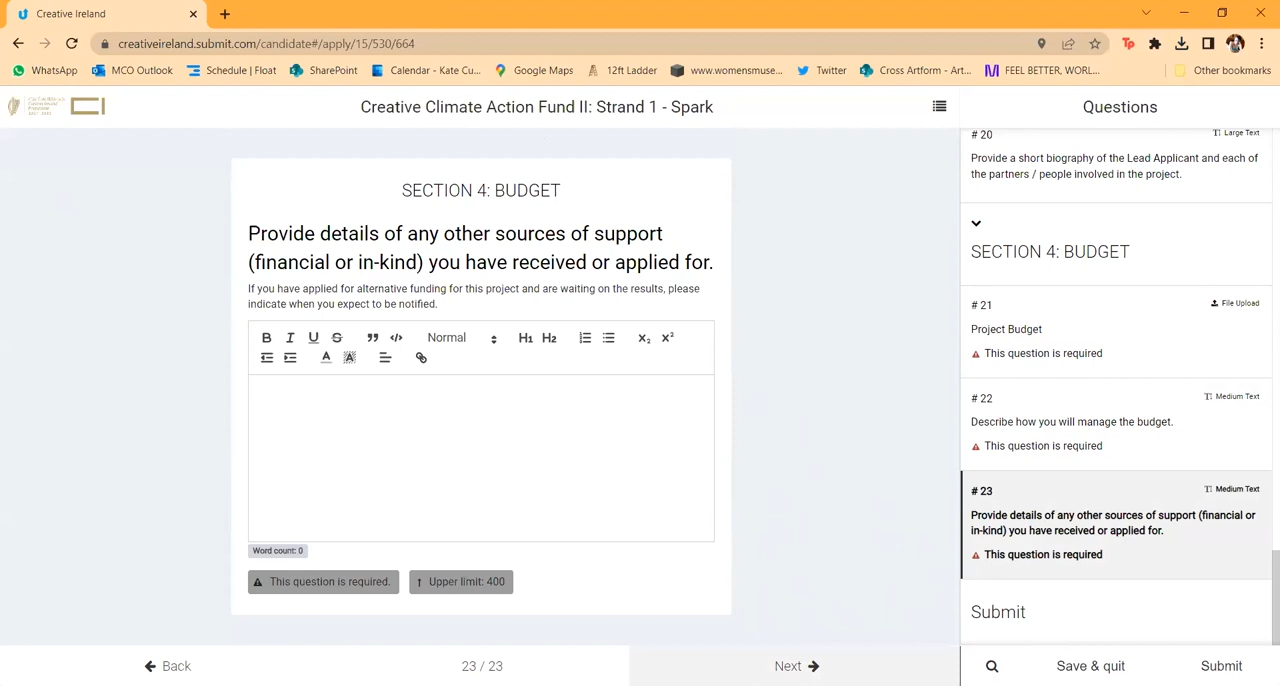 Creative Ireland
creativeireland.submit.com/candidate#/apply/15/530/664
WhatsApp
MCO Outlook
Schedule | Float
SharePoint
Calendar - Kate Cu...
Google Maps
12ft Ladder
www.womensmuse...
Twitter
Cross Artform - Art...
FEEL BETTER, WORL...
Other bookmarks
Creative Climate Action Fund II: Strand 1 - Spark
SECTION 4: BUDGET
Provide details of any other sources of support
(financial or in-kind) you have received or applied for.
If you have applied for alternative funding for this project and are waiting on the results, please
indicate when you expect to be notified.
B I U S Normal H1 H2 X2 X2
A A
Word count: 0
This question is required.
Upper limit: 400
Back
23 / 23
Next
Questions
# 20
Large Text
Provide a short biography of the Lead Applicant and each of
the partners / people involved in the project.
SECTION 4: BUDGET
# 21
File Upload
Project Budget
This question is required
# 22
Medium Text
Describe how you will manage the budget.
This question is required
# 23
Medium Text
Provide details of any other sources of support (financial or
in-kind) you have received or applied for.
This question is required
Submit
Save & quit
Submit